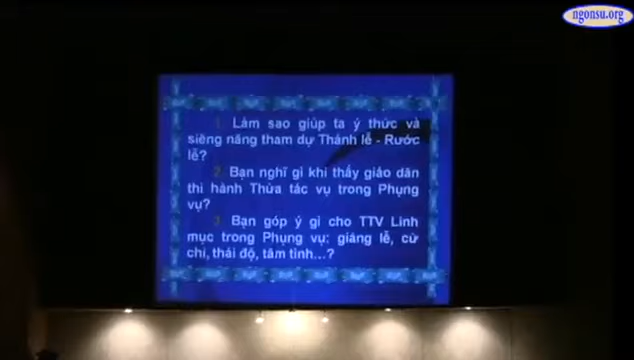 ngonsu.org
1. Làm sao giúp ta ý thức và
siêng năng tham dự Thánh lễ - Rước
lễ?
2. Bạn nghĩ gì khi thấy giáo dân
thi hành Thừa tác vụ trong Phụng
vụ?
3. Bạn góp ý gì cho TTV Linh
mục trong Phụng vụ: giảng lễ, cử
chỉ, thái độ, tâm tình...?